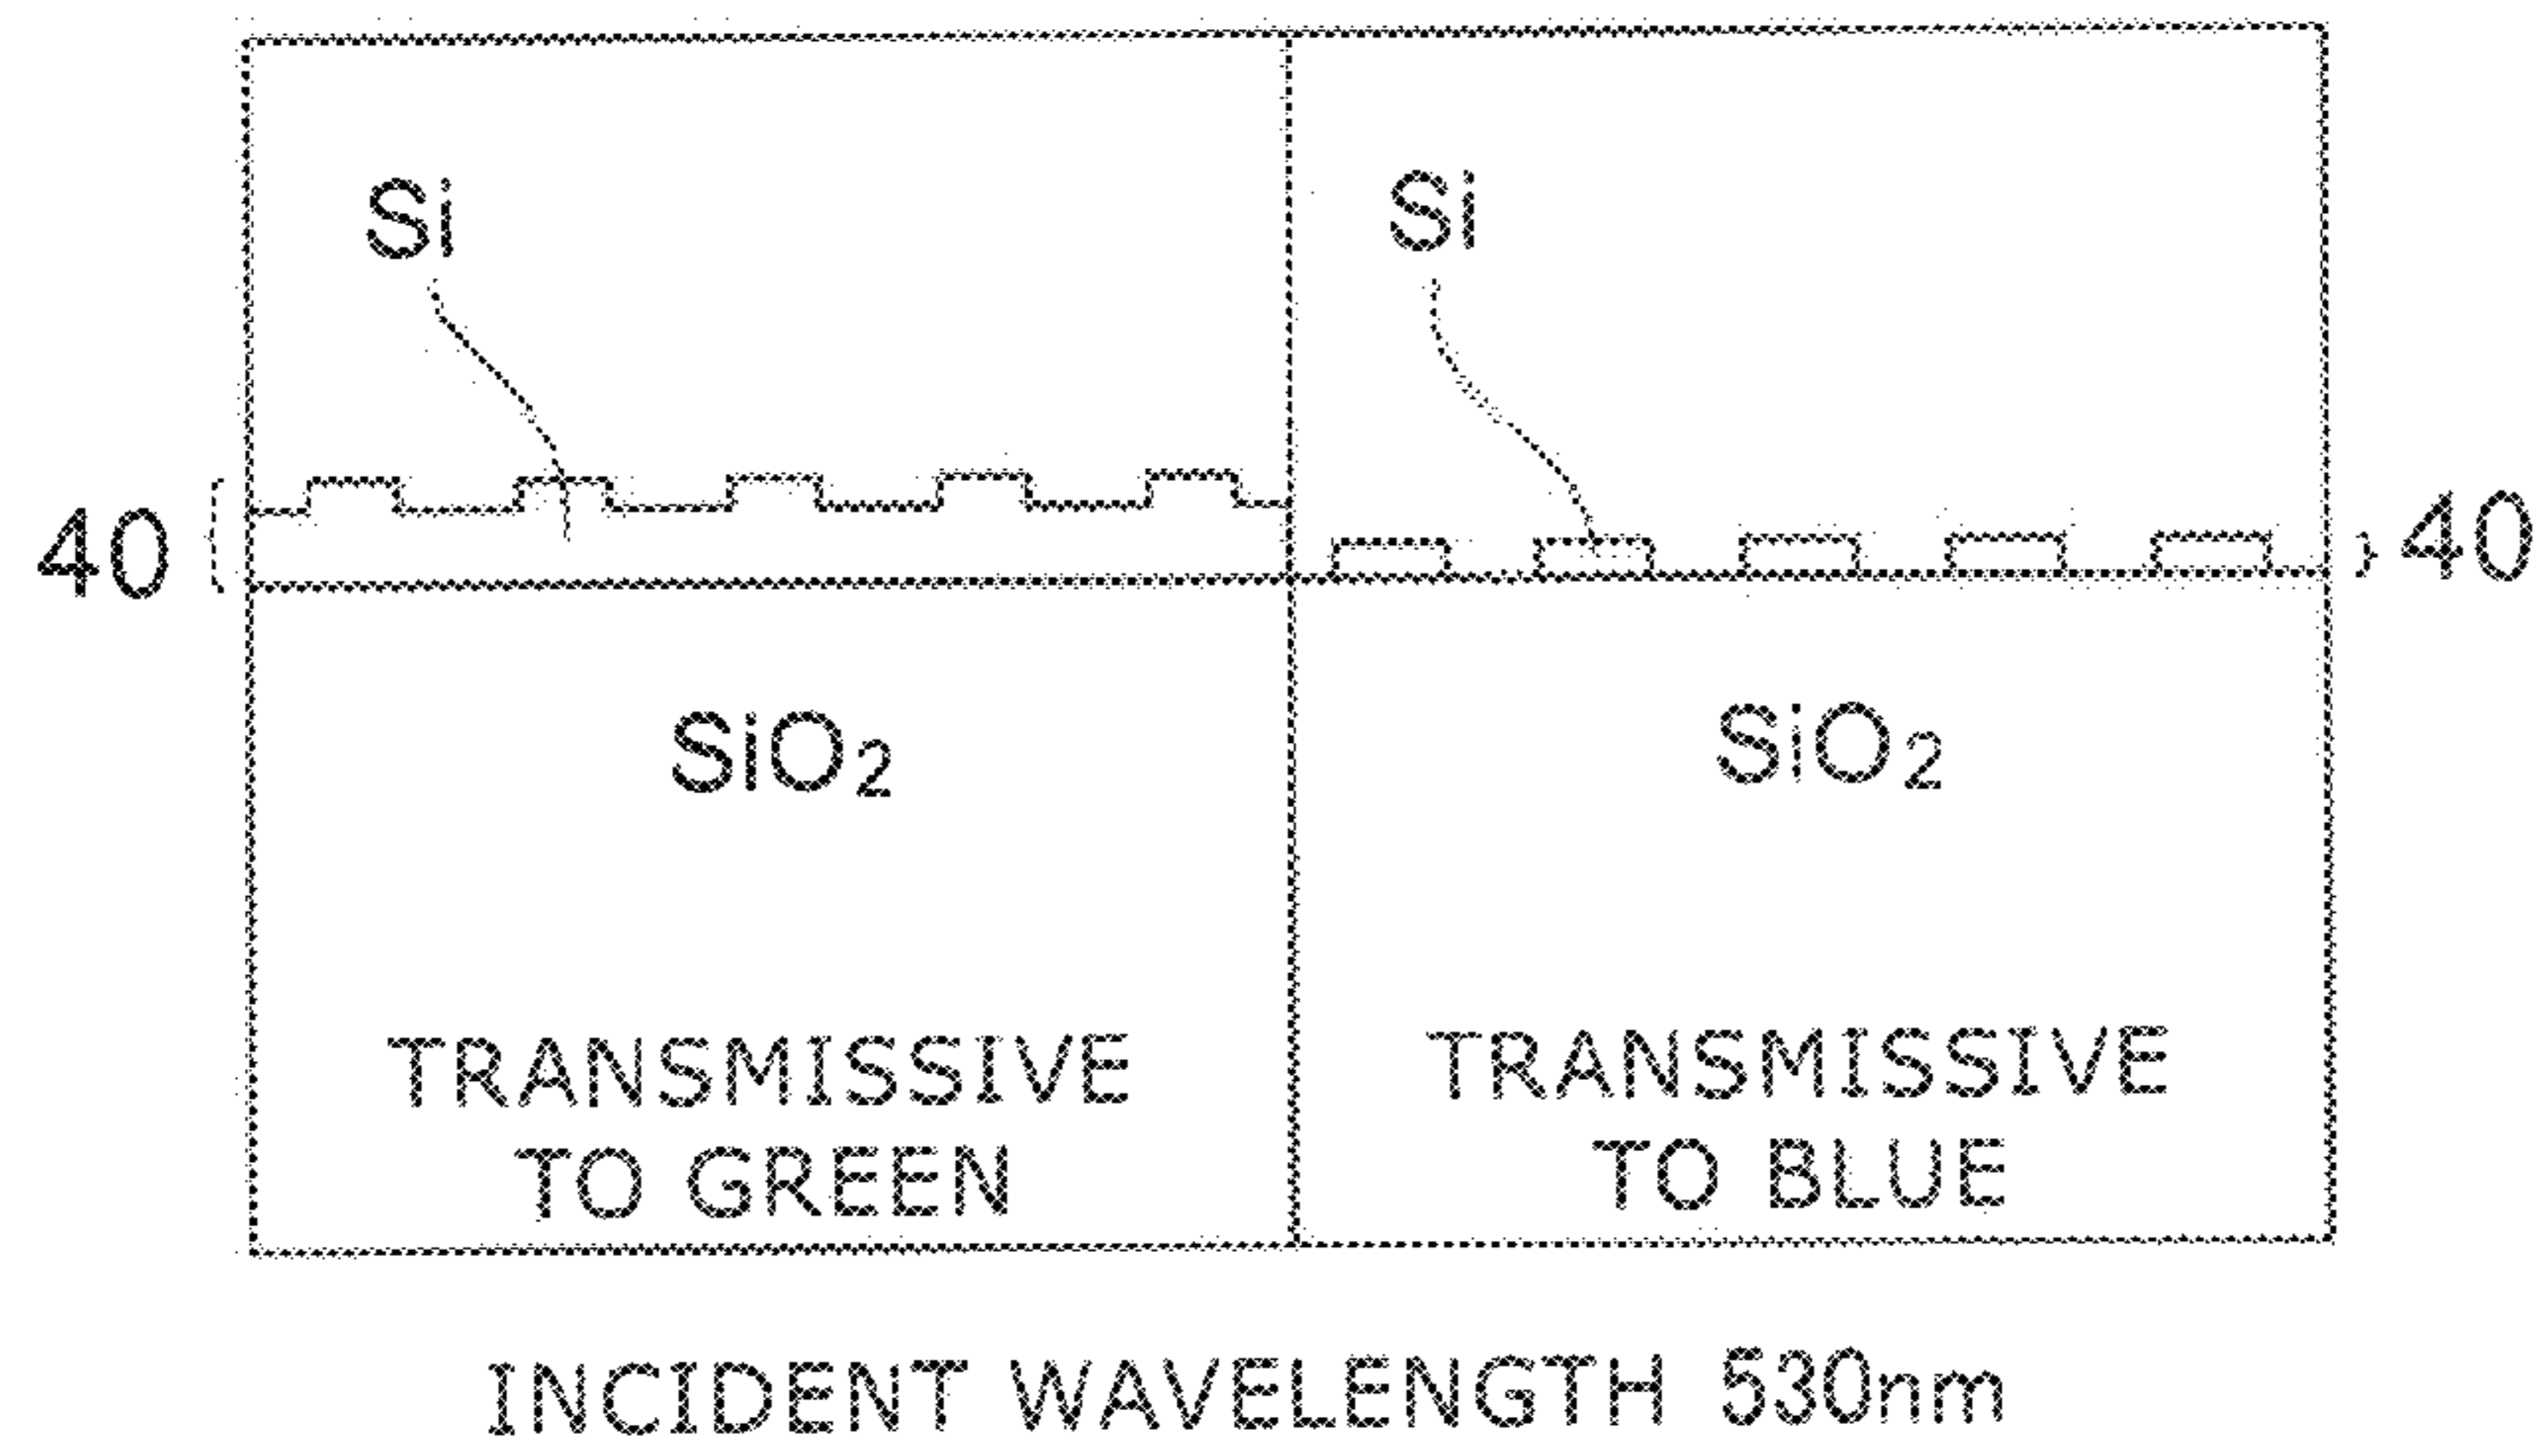 Si
Si
40
40
SiO₂
SiO₂
TRANSMISSIVE
TO GREEN
TRANSMISSIVE
TO BLUE
INCIDENT WAVELENGTH 530nm